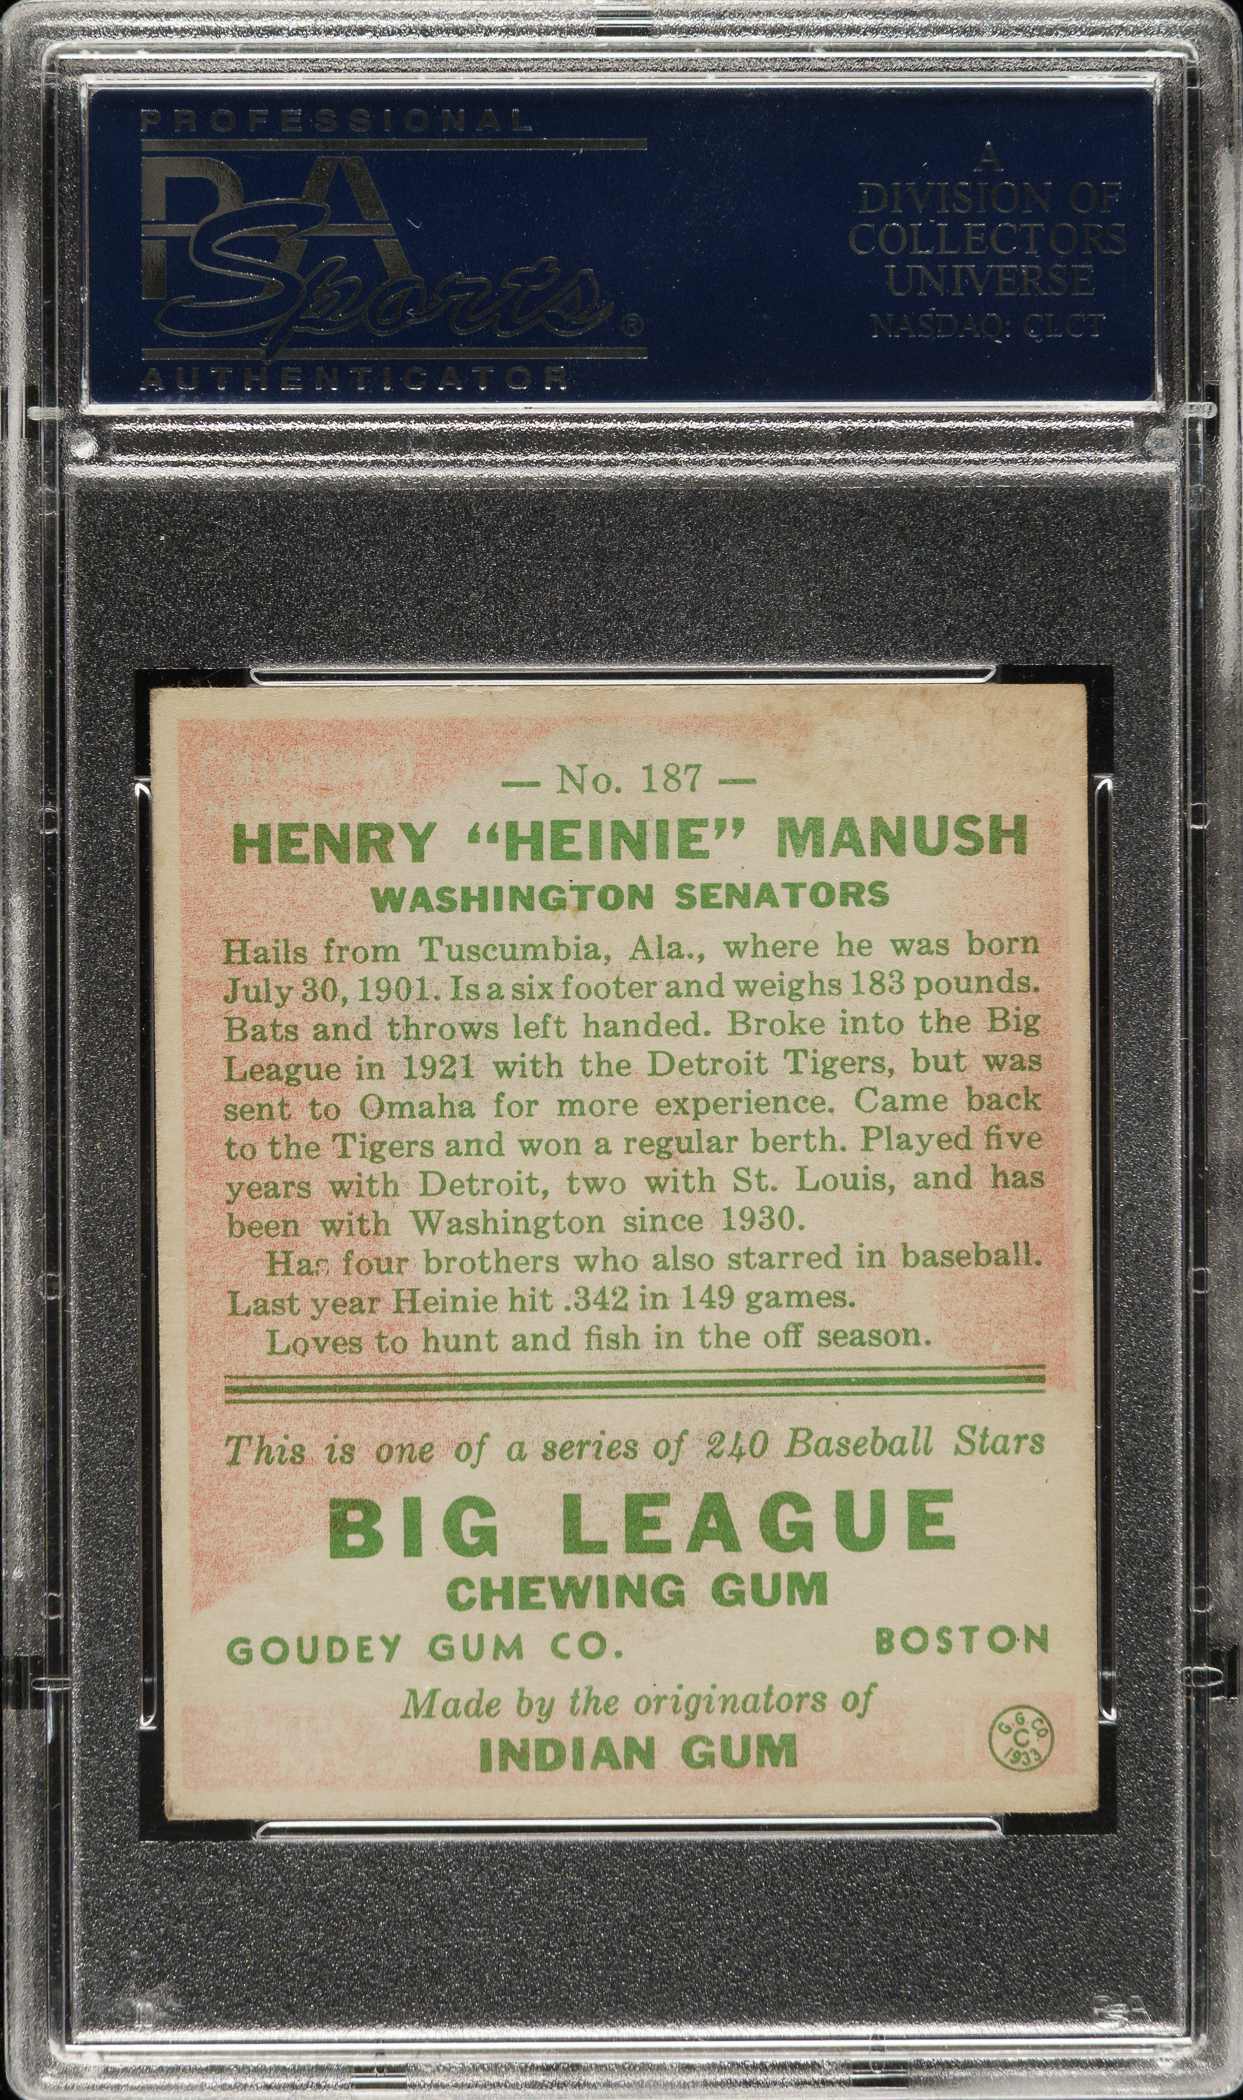 PROFESSIONAL
PSA
Sports®
AUTHENTICATOR
A
DIVISION OF
COLLECTORS
UNIVERSE
NASDAQ: CLCT
— No. 187 —
HENRY “HEINIE” MANUSH
WASHINGTON SENATORS
Hails from Tuscumbia, Ala., where he was born
July 30, 1901. Is a six footer and weighs 183 pounds.
Bats and throws left handed. Broke into the Big
League in 1921 with the Detroit Tigers, but was
sent to Omaha for more experience. Came back
to the Tigers and won a regular berth. Played five
years with Detroit, two with St. Louis, and has
been with Washington since 1930.
Has four brothers who also starred in baseball.
Last year Heinie hit .342 in 149 games.
Loves to hunt and fish in the off season.
This is one of a series of 240 Baseball Stars
BIG LEAGUE
CHEWING GUM
GOUDEY GUM CO. BOSTON
Made by the originators of
INDIAN GUM
G. G. CO.
C
1933
PSA